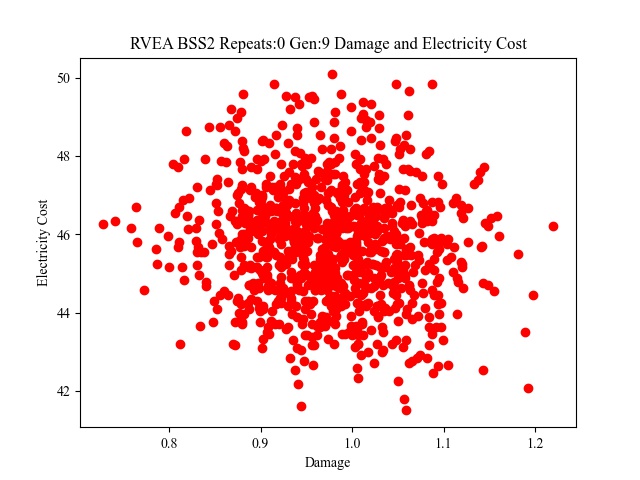 RVEA BSS2 Repeats:0 Gen:9 Damage and Electricity Cost
50
48
46
44
42
Electricity Cost
0.8 0.9 1.0 1.1 1.2
Damage